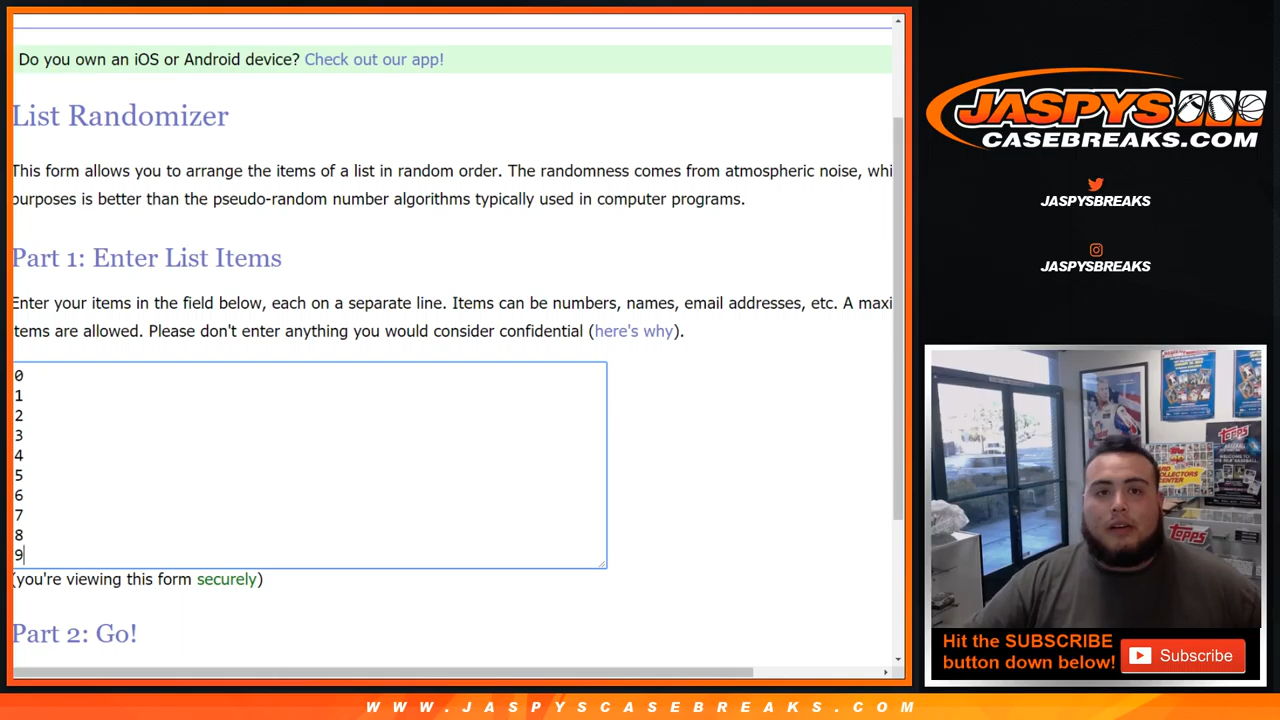 Do you own an iOS or Android device? Check out our app!
List Randomizer
This form allows you to arrange the items of a list in random order. The randomness comes from atmospheric noise, whi
purposes is better than the pseudo-random number algorithms typically used in computer programs.
Part 1: Enter List Items
Enter your items in the field below, each on a separate line. Items can be numbers, names, email addresses, etc. A maxi
items are allowed. Please don't enter anything you would consider confidential (here's why).
0
1
2
3
4
5
6
7
8
9
(you're viewing this form securely)
Part 2: Go!
JASPYS
CASEBREAKS.COM
JASPYSBREAKS
JASPYSBREAKS
topps
CARD
COLLECTORS
CENTER
TOPPS
Hit the SUBSCRIBE
button down below!
Subscribe
WWW.JASPYSCASEBREAKS.COM